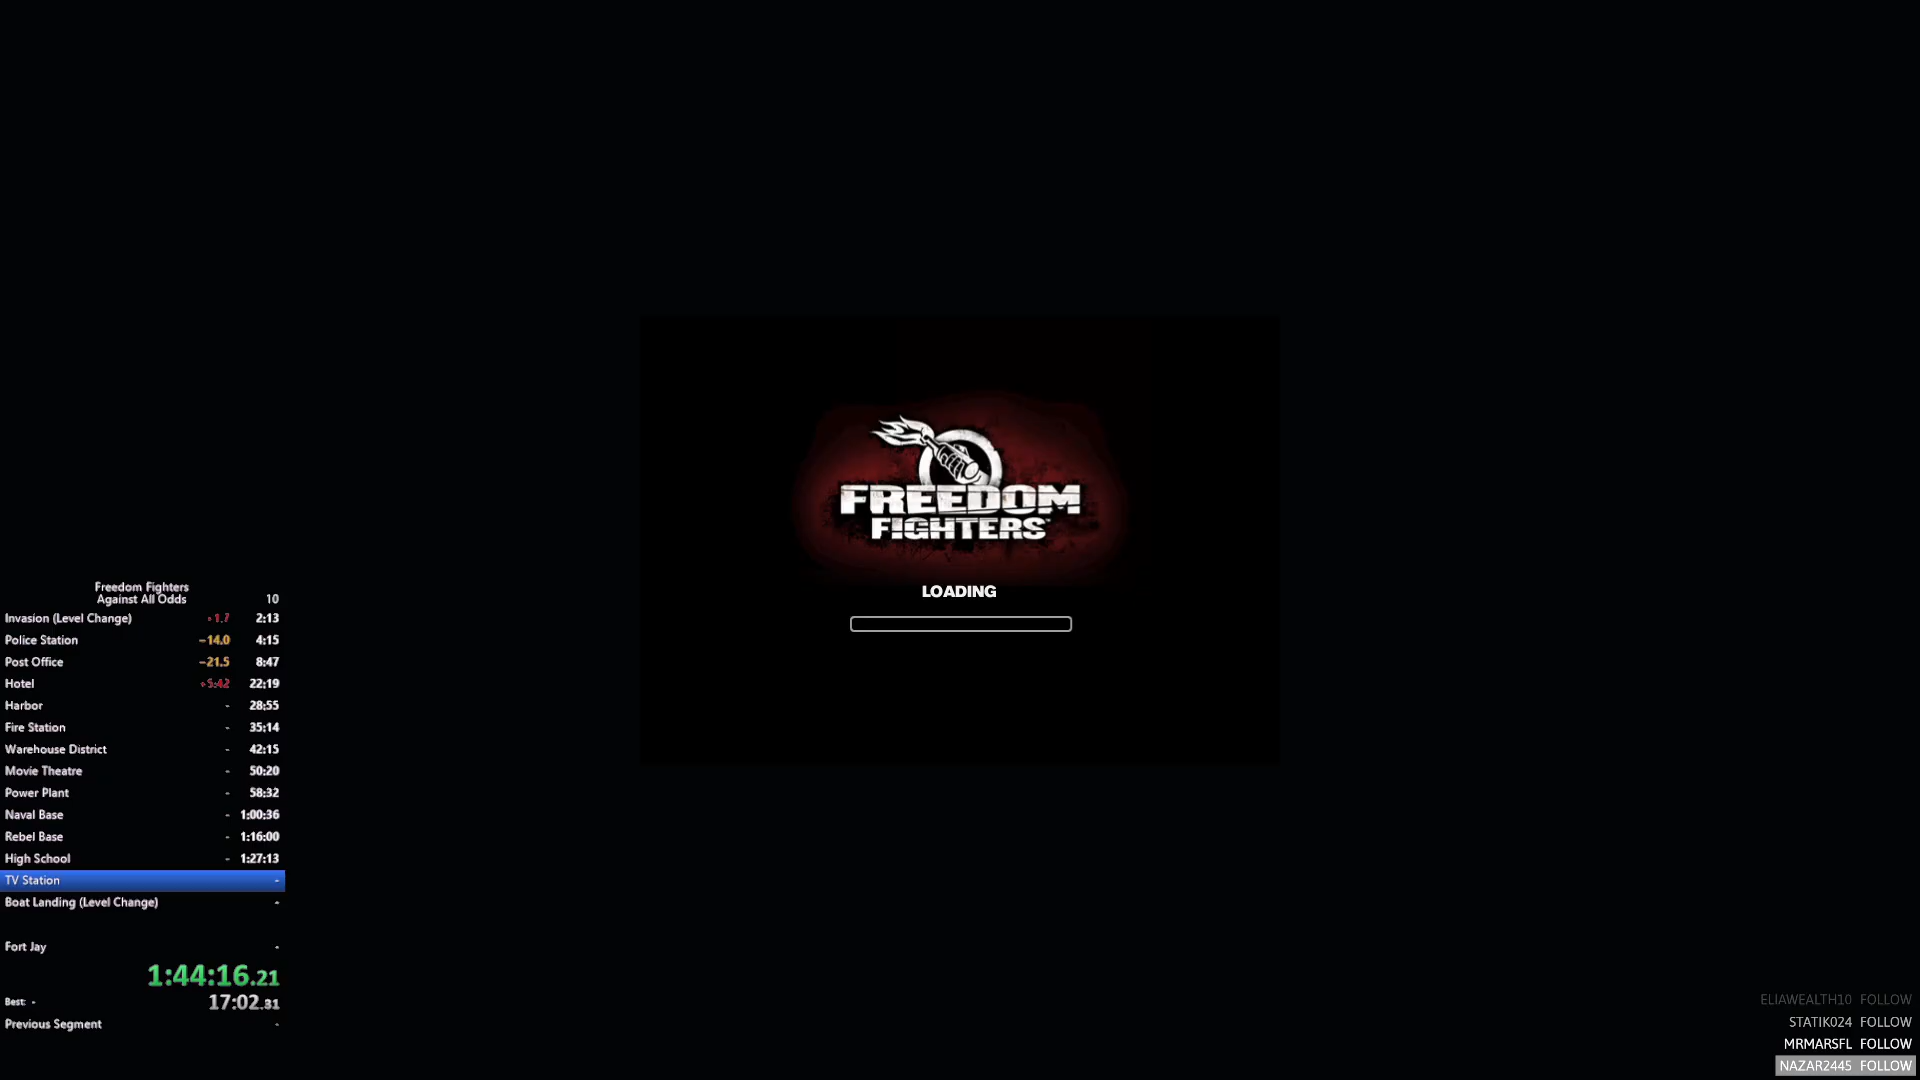 FREEDOM
FIGHTERS
LOADING
Freedom Fighters
Against All Odds 10
Invasion (Level Change) +1.7 2:13
Police Station −14.0 4:15
Post Office −21.5 8:47
Hotel +5:42 22:19
Harbor - 28:55
Fire Station - 35:14
Warehouse District - 42:15
Movie Theatre - 50:20
Power Plant - 58:32
Naval Base - 1:00:36
Rebel Base - 1:16:00
High School - 1:27:13
TV Station -
Boat Landing (Level Change) -
Fort Jay -
1:44:16.21
Best: - 17:02.31
Previous Segment -
ELIAWEALTH10 FOLLOW
STATIK024 FOLLOW
MRMARSFL FOLLOW
NAZAR2445 FOLLOW